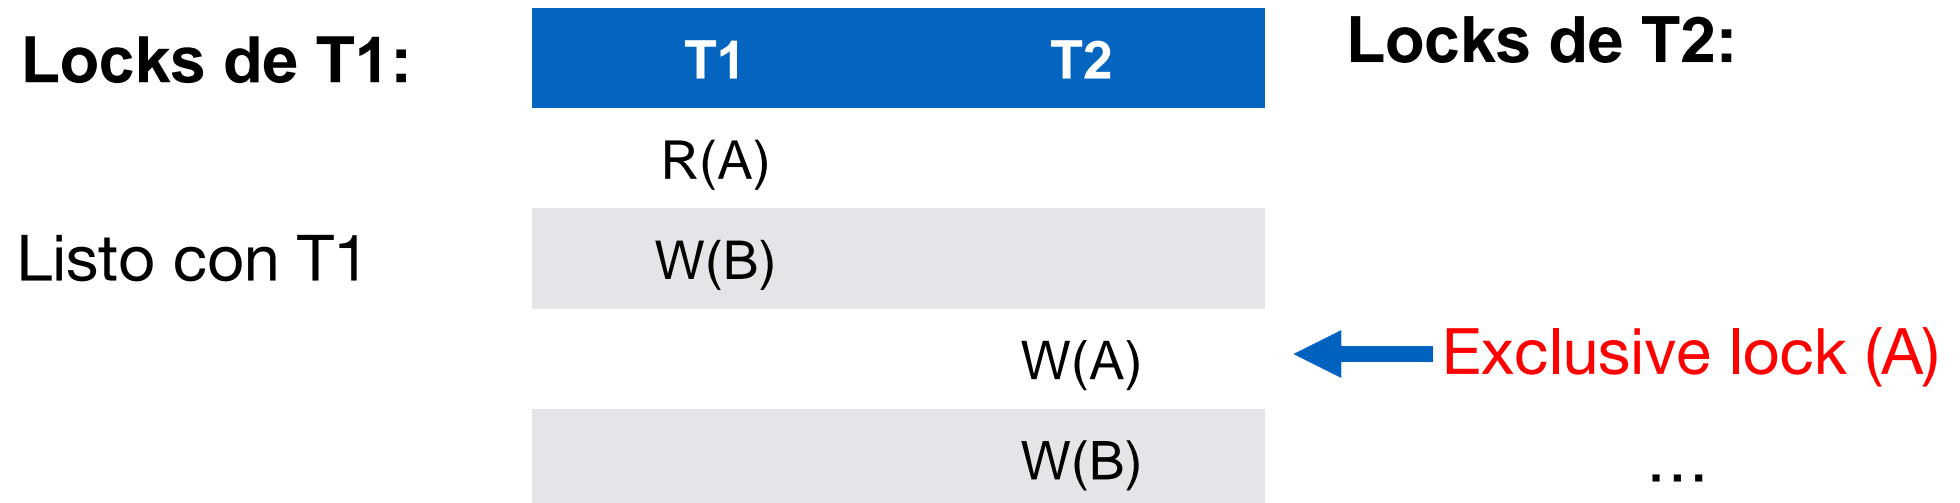 Locks de T1:
T1 T2
Locks de T2:
R(A)
Listo con T1
W(B)
W(A)
Exclusive lock (A)
W(B)
...